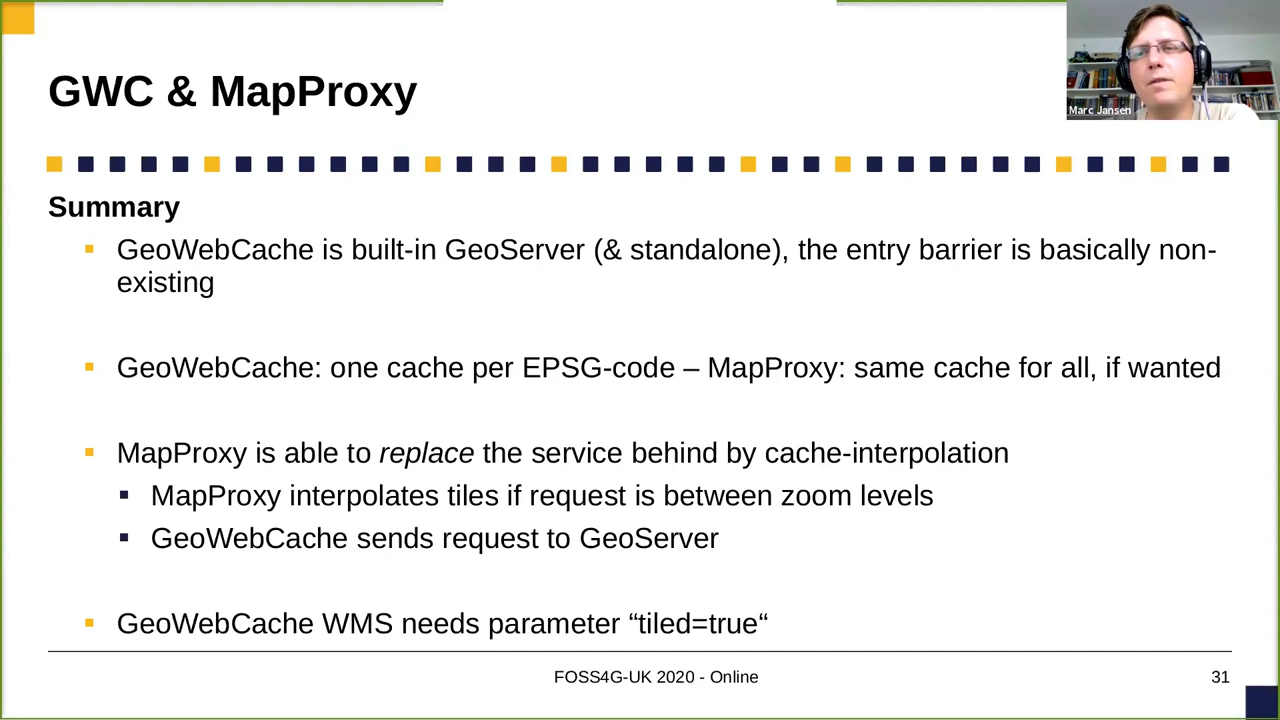 GWC & MapProxy
Marc Jansen
Summary
GeoWebCache is built-in GeoServer (& standalone), the entry barrier is basically non-
existing
GeoWebCache: one cache per EPSG-code – MapProxy: same cache for all, if wanted
MapProxy is able to replace the service behind by cache-interpolation
MapProxy interpolates tiles if request is between zoom levels
GeoWebCache sends request to GeoServer
GeoWebCache WMS needs parameter “tiled=true“
FOSS4G-UK 2020 - Online
31